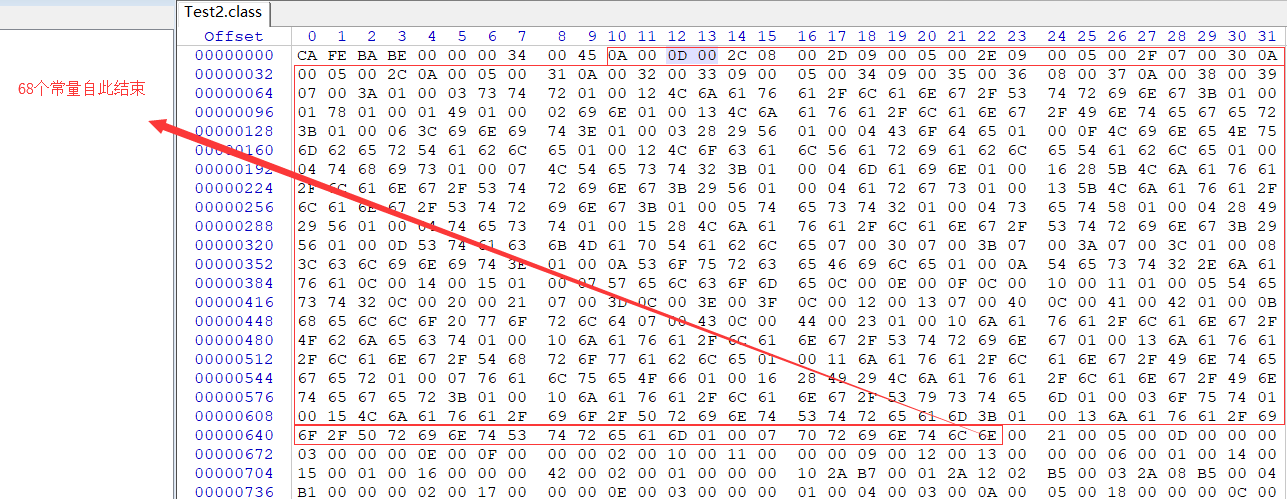 Test2.class
Offset 0 1 2 3 4 5 6 7 8 9 10 11 12 13 14 15 16 17 18 19 20 21 22 23 24 25 26 27 28 29 30 31
00000000 CA FE BA BE 00 00 00 34 00 45 0A 00 0D 00 2C 08 00 2D 09 00 05 00 2E 09 00 05 00 2F 07 00 30 0A
00000032 00 05 00 2C 0A 00 05 00 31 0A 00 32 00 33 09 00 05 00 34 09 00 35 00 36 08 00 37 0A 00 38 00 39
68个常量自此结束
00000064 07 00 3A 01 00 03 73 74 72 01 00 12 4C 6A 61 76 61 2F 6C 61 6E 67 2F 53 74 72 69 6E 67 3B 01 00
00000096 01 78 01 00 01 49 01 00 02 69 6E 01 00 13 4C 6A 61 76 61 2F 6C 61 6E 67 2F 49 6E 74 65 67 65 72
00000128 3B 01 00 06 3C 69 6E 69 74 3E 01 00 03 28 29 56 01 00 04 43 6F 64 65 01 00 0F 4C 69 6E 65 4E 75
00000160 6D 62 65 72 54 61 62 6C 65 01 00 12 4C 6F 63 61 6C 56 61 72 69 61 62 6C 65 54 61 62 6C 65 01 00
00000192 04 74 68 69 73 01 00 07 4C 54 65 73 74 32 3B 01 00 04 6D 61 69 6E 01 00 16 28 5B 4C 6A 61 76 61
00000224 2F 6C 61 6E 67 2F 53 74 72 69 6E 67 3B 29 56 01 00 04 61 72 67 73 01 00 13 5B 4C 6A 61 76 61 2F
00000256 6C 61 6E 67 2F 53 74 72 69 6E 67 3B 01 00 05 74 65 73 74 32 01 00 04 73 65 74 58 01 00 04 28 49
00000288 29 56 01 00 04 74 65 73 74 01 00 15 28 4C 6A 61 76 61 2F 6C 61 6E 67 2F 53 74 72 69 6E 67 3B 29
00000320 56 01 00 0D 53 74 61 63 6B 4D 61 70 54 61 62 6C 65 07 00 30 07 00 3B 07 00 3A 07 00 3C 01 00 08
00000352 3C 63 6C 69 6E 69 74 3E 01 00 0A 53 6F 75 72 63 65 46 69 6C 65 01 00 0A 54 65 73 74 32 2E 6A 61
00000384 76 61 0C 00 14 00 15 01 00 07 57 65 6C 63 6F 6D 65 0C 00 0E 00 0F 0C 00 10 00 11 01 00 05 54 65
00000416 73 74 32 0C 00 20 00 21 07 00 3D 0C 00 3E 00 3F 0C 00 12 00 13 07 00 40 0C 00 41 00 42 01 00 0B
00000448 68 65 6C 6C 6F 20 77 6F 72 6C 64 07 00 43 0C 00 44 00 23 01 00 10 6A 61 76 61 2F 6C 61 6E 67 2F
00000480 4F 62 6A 65 63 74 01 00 10 6A 61 76 61 2F 6C 61 6E 67 2F 53 74 72 69 6E 67 01 00 13 6A 61 76 61
00000512 2F 6C 61 6E 67 2F 54 68 72 6F 77 61 62 6C 65 01 00 11 6A 61 76 61 2F 6C 61 6E 67 2F 49 6E 74 65
00000544 67 65 72 01 00 07 76 61 6C 75 65 4F 66 01 00 16 28 49 29 4C 6A 61 76 61 2F 6C 61 6E 67 2F 49 6E
00000576 74 65 67 65 72 3B 01 00 10 6A 61 76 61 2F 6C 61 6E 67 2F 53 79 73 74 65 6D 01 00 03 6F 75 74 01
00000608 00 15 4C 6A 61 76 61 2F 69 6F 2F 50 72 69 6E 74 53 74 72 65 61 6D 3B 01 00 13 6A 61 76 61 2F 69
00000640 6F 2F 50 72 69 6E 74 53 74 72 65 61 6D 01 00 07 70 72 69 6E 74 6C 6E 00 21 00 05 00 0D 00 00 00
00000672 03 00 00 00 0E 00 0F 00 00 00 02 00 10 00 11 00 00 00 09 00 12 00 13 00 00 00 06 00 01 00 14 00
00000704 15 00 01 00 16 00 00 00 42 00 02 00 01 00 00 00 10 2A B7 00 01 2A 12 02 B5 00 03 2A 08 B5 00 04
00000736 B1 00 00 00 02 00 17 00 00 00 0E 00 03 00 00 00 01 00 04 00 03 00 0A 00 05 00 18 00 00 00 0C 00